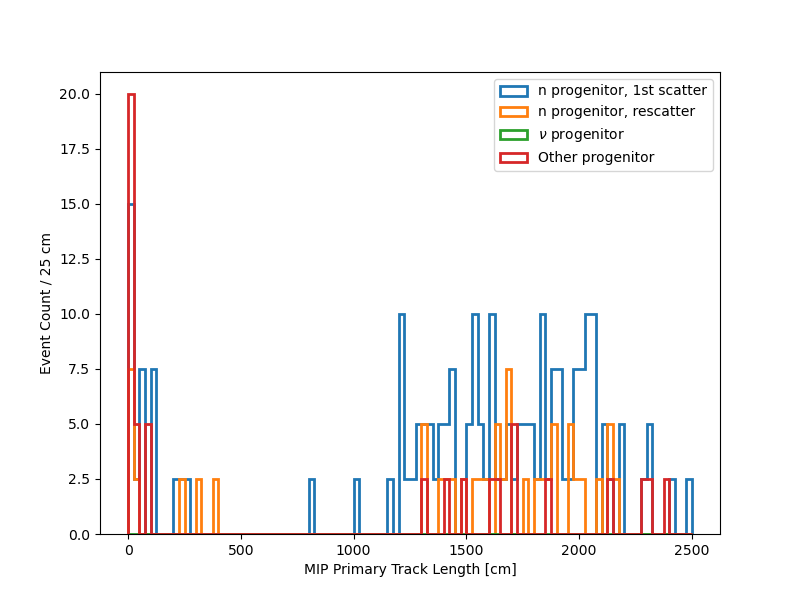 n progenitor, 1st scatter
n progenitor, rescatter
ν progenitor
Other progenitor
20.0
17.5
15.0
12.5
10.0
7.5
5.0
2.5
0.0
Event Count / 25 cm
0 500 1000 1500 2000 2500
MIP Primary Track Length [cm]